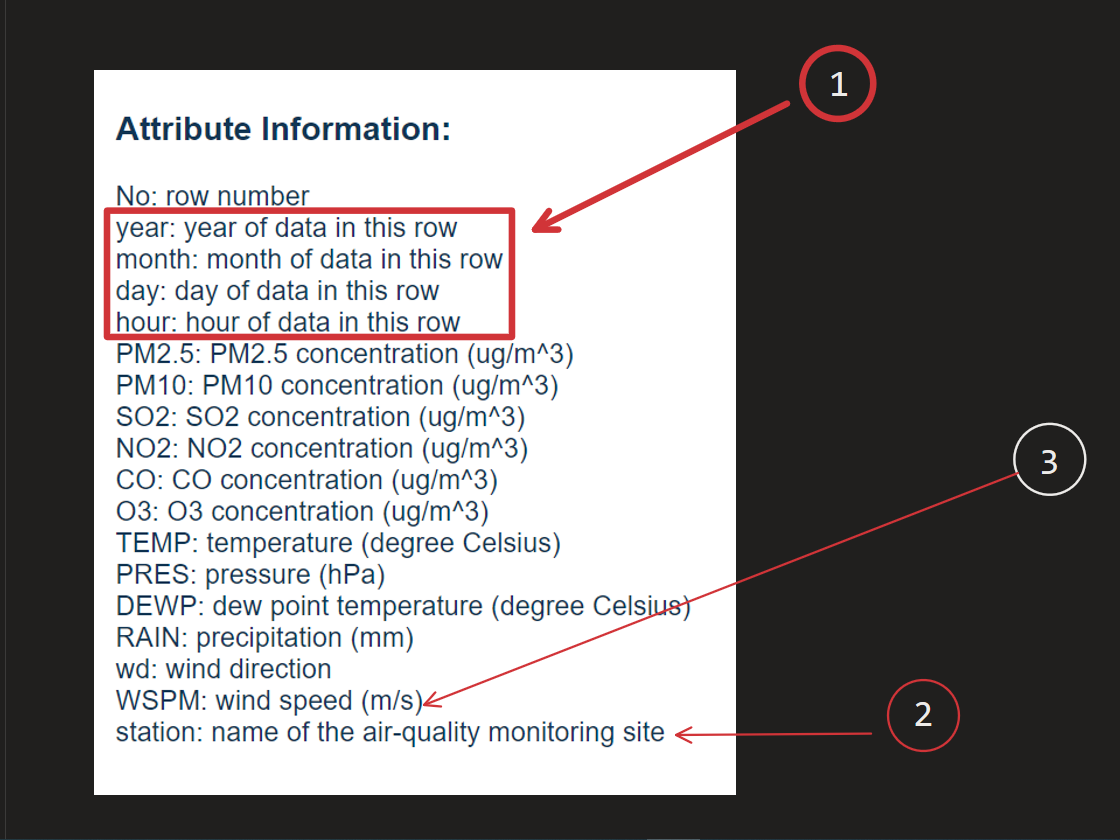 1
Attribute Information:
No: row number
year: year of data in this row
month: month of data in this row
day: day of data in this row
hour: hour of data in this row
PM2.5: PM2.5 concentration (ug/m^3)
PM10: PM10 concentration (ug/m^3)
SO2: SO2 concentration (ug/m^3)
NO2: NO2 concentration (ug/m^3)
CO: CO concentration (ug/m^3)
O3: O3 concentration (ug/m^3)
TEMP: temperature (degree Celsius)
PRES: pressure (hPa)
DEWP: dew point temperature (degree Celsius)
RAIN: precipitation (mm)
wd: wind direction
WSPM: wind speed (m/s)
station: name of the air-quality monitoring site
3
2